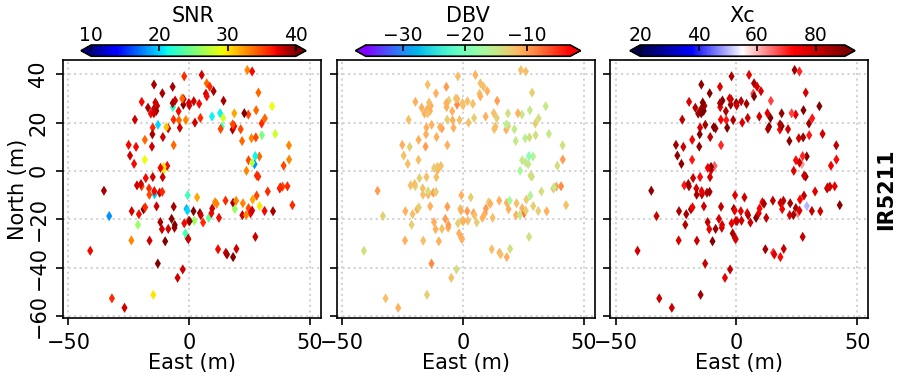 SNR DBV Xc
10 20 30 40 −30 −20 −10 20 40 60 80
40
20
0
−20
−40
−60
North (m)
−50 0 50 −50 0 50 −50 0 50
East (m) East (m) East (m)
IR5211